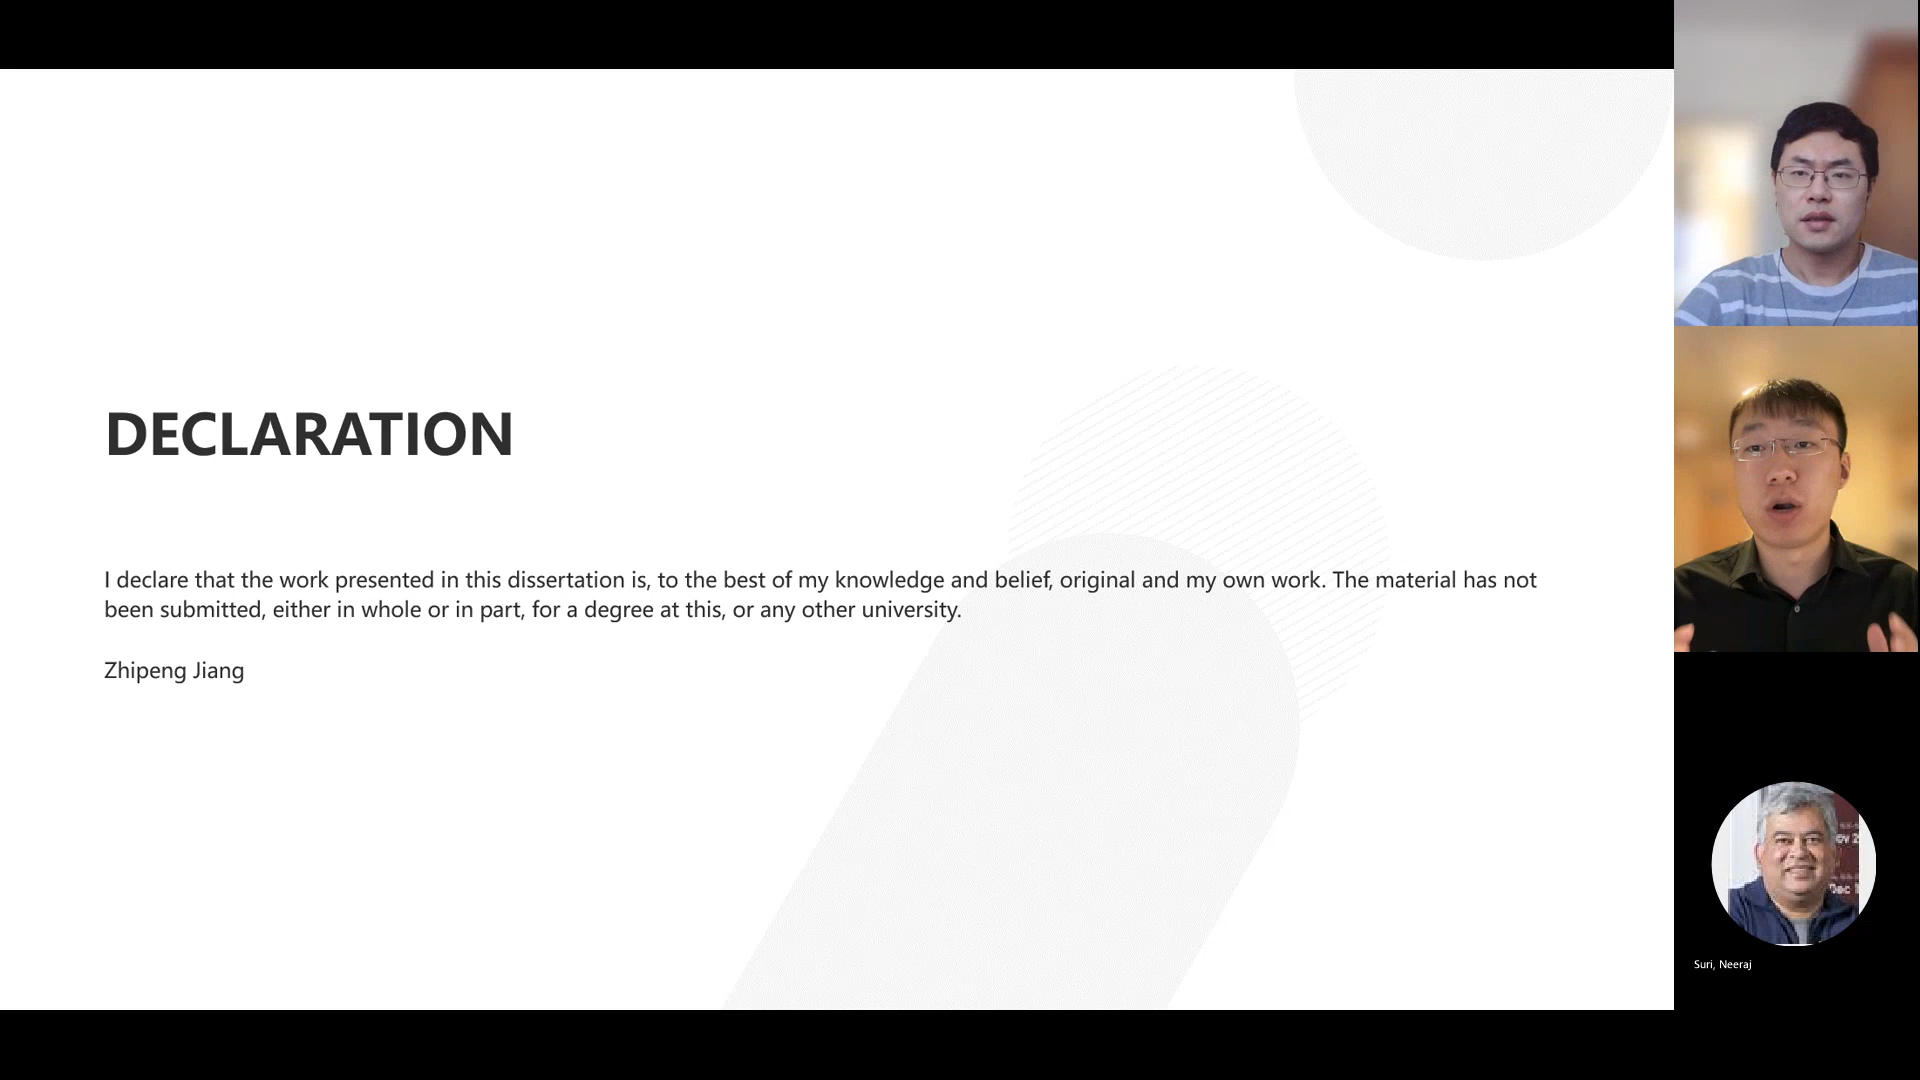 DECLARATION
I declare that the work presented in this dissertation is, to the best of my knowledge and belief, original and my own work. The material has not
been submitted, either in whole or in part, for a degree at this, or any other university.
Zhipeng Jiang
Suri, Neeraj